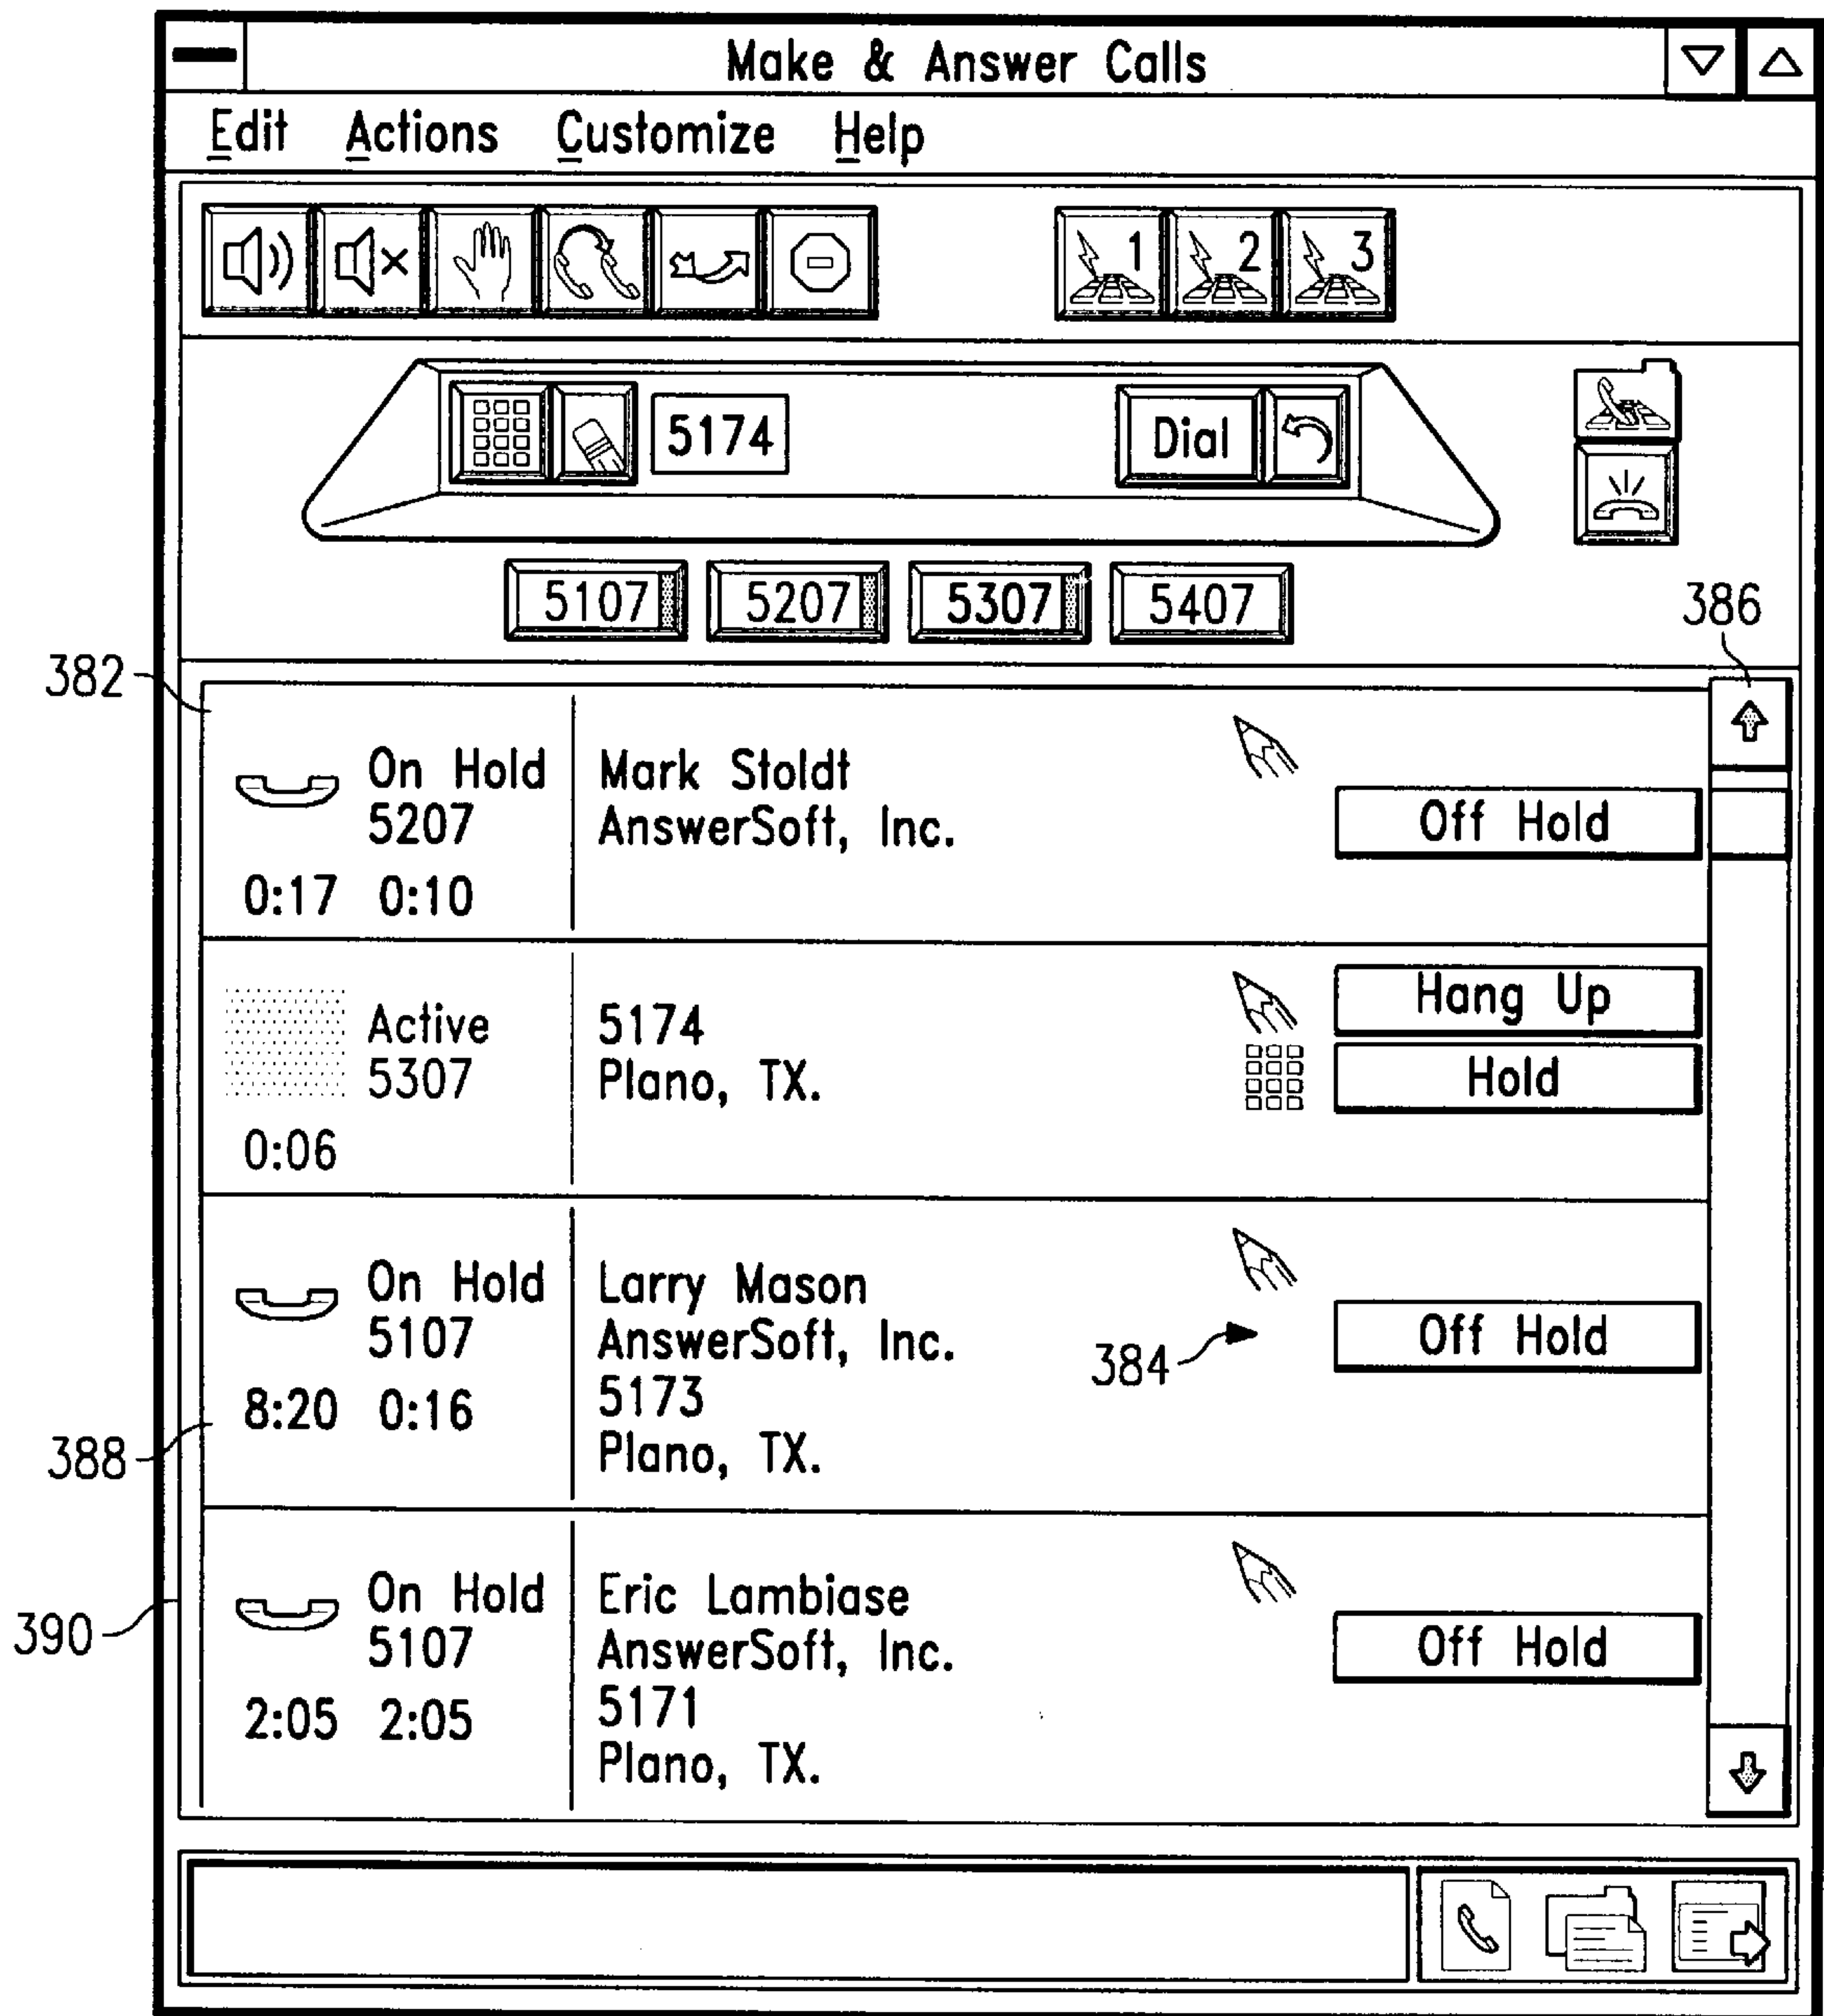 Make & Answer Calls
Edit Actions Customize Help
1 2 3
5174 Dial
5107 5207 5307 5407
386
382
On Hold
5207
0:17 0:10
Mark Stoldt
AnswerSoft, Inc.
Off Hold
Active
5307
0:06
5174
Plano, TX.
Hang Up
Hold
On Hold
5107
8:20 0:16
Larry Mason
AnswerSoft, Inc.
5173
Plano, TX.
384
Off Hold
388
On Hold
5107
2:05 2:05
Eric Lambiase
AnswerSoft, Inc.
5171
Plano, TX.
Off Hold
390